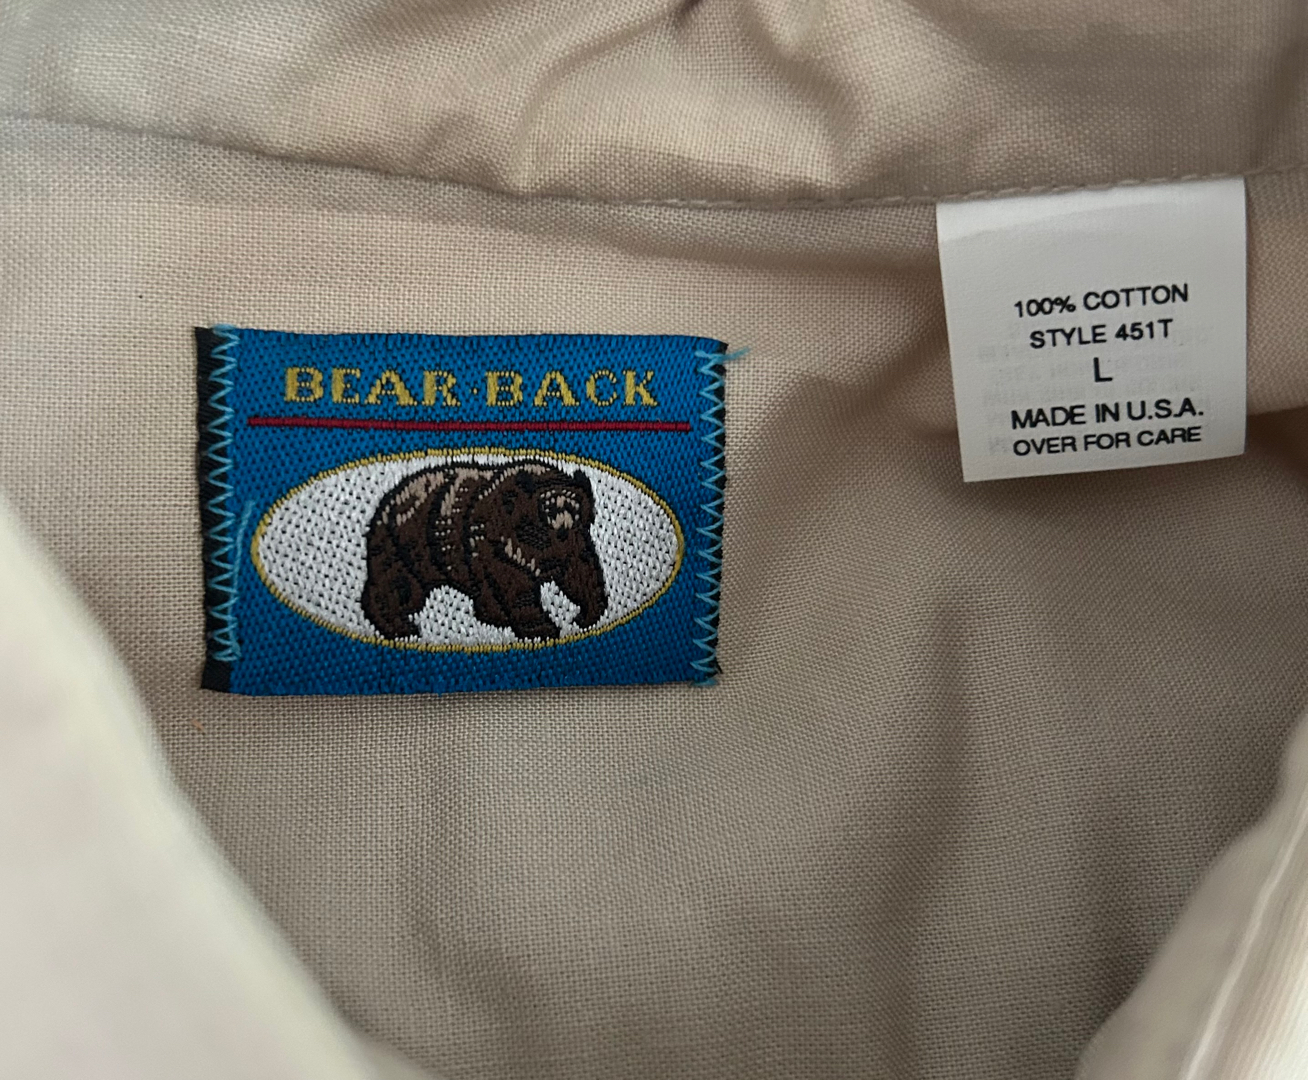 BEAR·BACK
100% COTTON
STYLE 451T
L
MADE IN U.S.A.
OVER FOR CARE